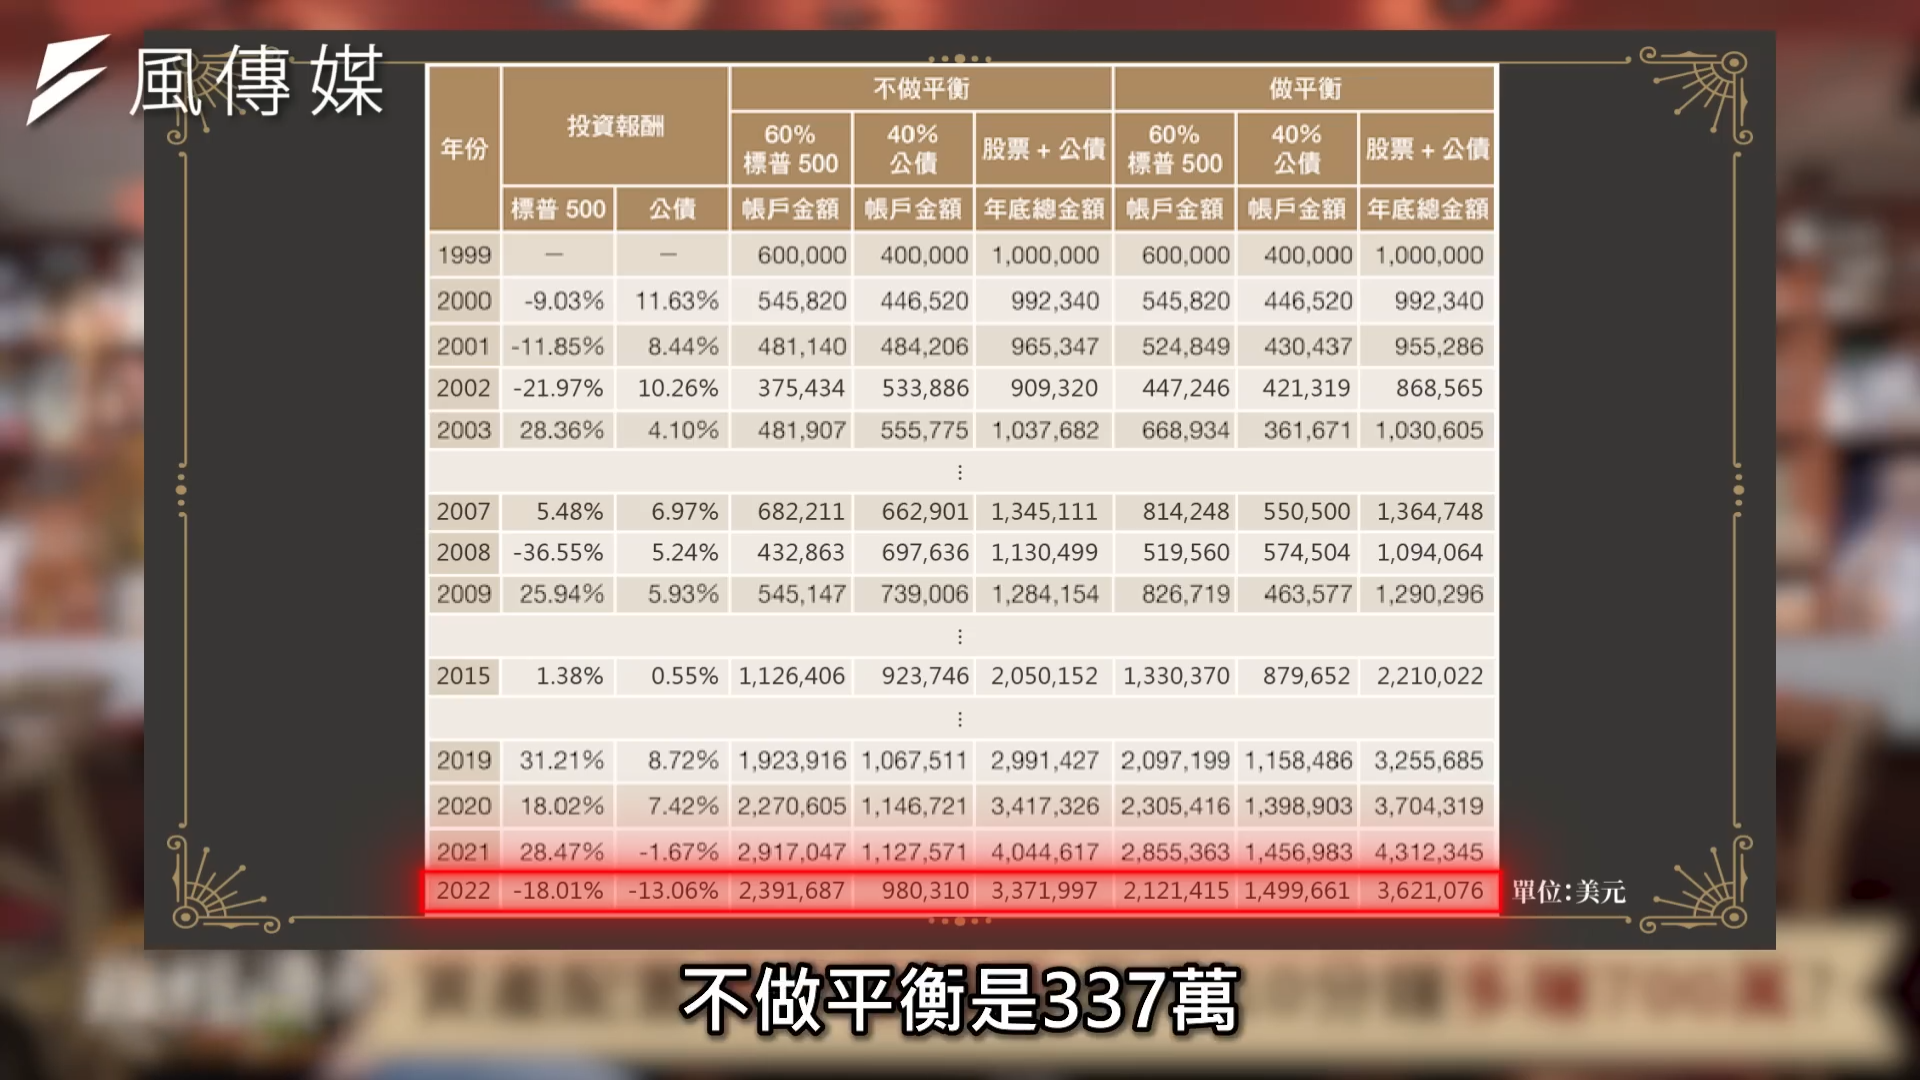 風傳媒
年份 投資報酬 不做平衡 做平衡
60% 標普 500 40% 公債 股票 + 公債 60% 標普 500 40% 公債 股票 + 公債
標普 500 公債 帳戶金額 帳戶金額 年底總金額 帳戶金額 帳戶金額 年底總金額
1999 — — 600,000 400,000 1,000,000 600,000 400,000 1,000,000
2000 -9.03% 11.63% 545,820 446,520 992,340 545,820 446,520 992,340
2001 -11.85% 8.44% 481,140 484,206 965,347 524,849 430,437 955,286
2002 -21.97% 10.26% 375,434 533,886 909,320 447,246 421,319 868,565
2003 28.36% 4.10% 481,907 555,775 1,037,682 668,934 361,671 1,030,605
⋮
2007 5.48% 6.97% 682,211 662,901 1,345,111 814,248 550,500 1,364,748
2008 -36.55% 5.24% 432,863 697,636 1,130,499 519,560 574,504 1,094,064
2009 25.94% 5.93% 545,147 739,006 1,284,154 826,719 463,577 1,290,296
⋮
2015 1.38% 0.55% 1,126,406 923,746 2,050,152 1,330,370 879,652 2,210,022
⋮
2019 31.21% 8.72% 1,923,916 1,067,511 2,991,427 2,097,199 1,158,486 3,255,685
2020 18.02% 7.42% 2,270,605 1,146,721 3,417,326 2,305,416 1,398,903 3,704,319
2021 28.47% -1.67% 2,917,047 1,127,571 4,044,617 2,855,363 1,456,983 4,312,345
2022 -18.01% -13.06% 2,391,687 980,310 3,371,997 2,121,415 1,499,661 3,621,076
單位:美元
不做平衡是337萬